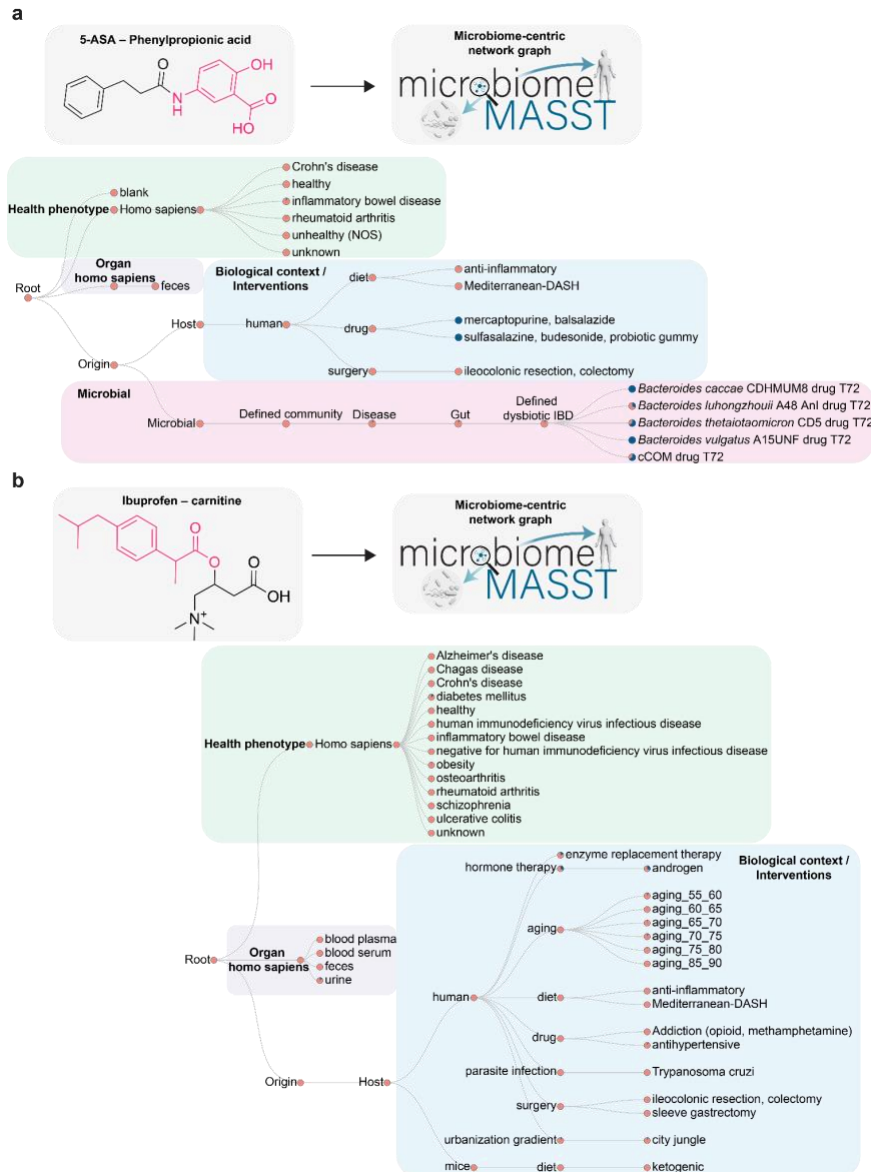 a
5-ASA – Phenylpropionic acid
O
OH
N
H
O
HO
Microbiome-centric
network graph
microbiome
MASST
Crohn's disease
healthy
blank
inflammatory bowel disease
Health phenotype
Homo sapiens
rheumatoid arthritis
unhealthy (NOS)
unknown
Organ
homo sapiens
feces
Root
Biological context /
Interventions
anti-inflammatory
diet
Mediterranean-DASH
Host
human
drug
mercaptopurine, balsalazide
sulfasalazine, budesonide, probiotic gummy
Origin
surgery
ileocolonic resection, colectomy
Microbial
Microbial
Defined community
Disease
Gut
Defined
dysbiotic IBD
Bacteroides caccae CDHMUM8 drug T72
Bacteroides luhongzhouii A48 AnI drug T72
Bacteroides thetaiotaomicron CD5 drug T72
Bacteroides vulgatus A15UNF drug T72
cCOM drug T72
b
Ibuprofen – carnitine
O
O
O
OH
N+
Microbiome-centric
network graph
microbiome
MASST
Alzheimer's disease
Chagas disease
Crohn's disease
diabetes mellitus
healthy
human immunodeficiency virus infectious disease
Health phenotype
Homo sapiens
inflammatory bowel disease
negative for human immunodeficiency virus infectious disease
obesity
osteoarthritis
rheumatoid arthritis
schizophrenia
ulcerative colitis
unknown
Biological context /
Interventions
enzyme replacement therapy
hormone therapy
androgen
aging_55_60
aging_60_65
aging_65_70
aging
aging_70_75
aging_75_80
aging_85_90
Root
Organ
homo sapiens
blood plasma
blood serum
feces
urine
human
diet
anti-inflammatory
Mediterranean-DASH
drug
Addiction (opioid, methamphetamine)
antihypertensive
parasite infection
Trypanosoma cruzi
Origin
Host
surgery
ileocolonic resection, colectomy
sleeve gastrectomy
urbanization gradient
city jungle
mice
diet
ketogenic